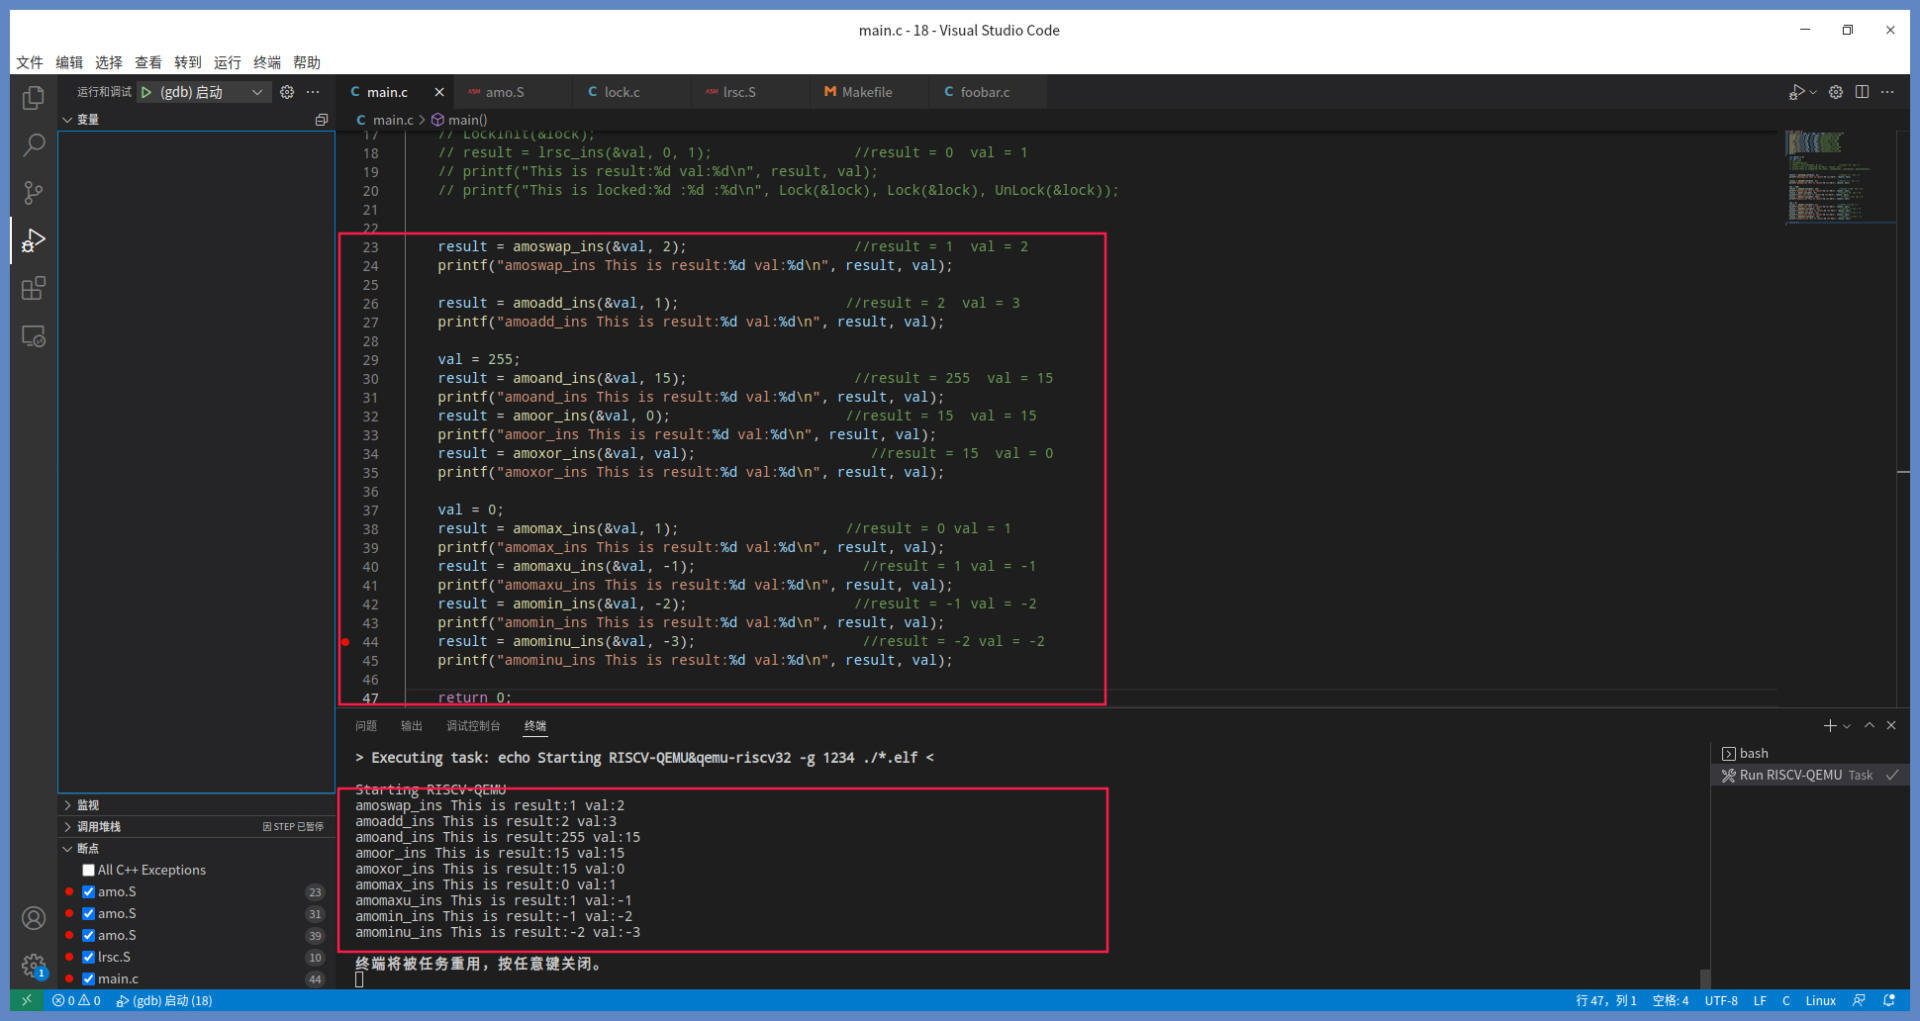 main.c - 18 - Visual Studio Code
文件 编辑 选择 查看 转到 运行 终端 帮助
运行和调试 (gdb) 启动
main.c amo.S lock.c lrsc.S Makefile foobar.c
变量
main.c > main()
17 // LockInit(&lock);
18 // result = lrsc_ins(&val, 0, 1); //result = 0 val = 1
19 // printf("This is result:%d val:%d\n", result, val);
20 // printf("This is locked:%d :%d :%d\n", Lock(&lock), Lock(&lock), UnLock(&lock));
21
22
23 result = amoswap_ins(&val, 2); //result = 1 val = 2
24 printf("amoswap_ins This is result:%d val:%d\n", result, val);
25
26 result = amoadd_ins(&val, 1); //result = 2 val = 3
27 printf("amoadd_ins This is result:%d val:%d\n", result, val);
28
29 val = 255;
30 result = amoand_ins(&val, 15); //result = 255 val = 15
31 printf("amoand_ins This is result:%d val:%d\n", result, val);
32 result = amoor_ins(&val, 0); //result = 15 val = 15
33 printf("amoor_ins This is result:%d val:%d\n", result, val);
34 result = amoxor_ins(&val, val); //result = 15 val = 0
35 printf("amoxor_ins This is result:%d val:%d\n", result, val);
36
37 val = 0;
38 result = amomax_ins(&val, 1); //result = 0 val = 1
39 printf("amomax_ins This is result:%d val:%d\n", result, val);
40 result = amomaxu_ins(&val, -1); //result = 1 val = -1
41 printf("amomaxu_ins This is result:%d val:%d\n", result, val);
42 result = amomin_ins(&val, -2); //result = -1 val = -2
43 printf("amomin_ins This is result:%d val:%d\n", result, val);
44 result = amominu_ins(&val, -3); //result = -2 val = -2
45 printf("amominu_ins This is result:%d val:%d\n", result, val);
46
47 return 0;
问题 输出 调试控制台 终端
> Executing task: echo Starting RISCV-QEMU&qemu-riscv32 -g 1234 ./*.elf <
Starting RISCV-QEMU
amoswap_ins This is result:1 val:2
amoadd_ins This is result:2 val:3
amoand_ins This is result:255 val:15
amoor_ins This is result:15 val:15
amoxor_ins This is result:15 val:0
amomax_ins This is result:0 val:1
amomaxu_ins This is result:1 val:-1
amomin_ins This is result:-1 val:-2
amominu_ins This is result:-2 val:-3
终端将被任务重用，按任意键关闭。
bash
Run RISCV-QEMU Task
监视
调用堆栈 因 STEP 已暂停
断点
All C++ Exceptions
amo.S 23
amo.S 31
amo.S 39
lrsc.S 10
main.c 44
1
0 0 (gdb) 启动 (18) 行 47，列 1 空格: 4 UTF-8 LF C Linux